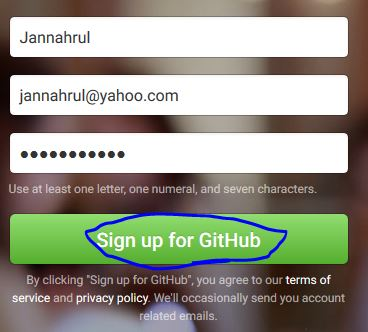 Jannahrul
jannahrul@yahoo.com
●●●●●●●●●●●
Use at least one letter, one numeral, and seven characters.
Sign up for GitHub
By clicking "Sign up for GitHub", you agree to our terms of
service and privacy policy. We'll occasionally send you account
related emails.